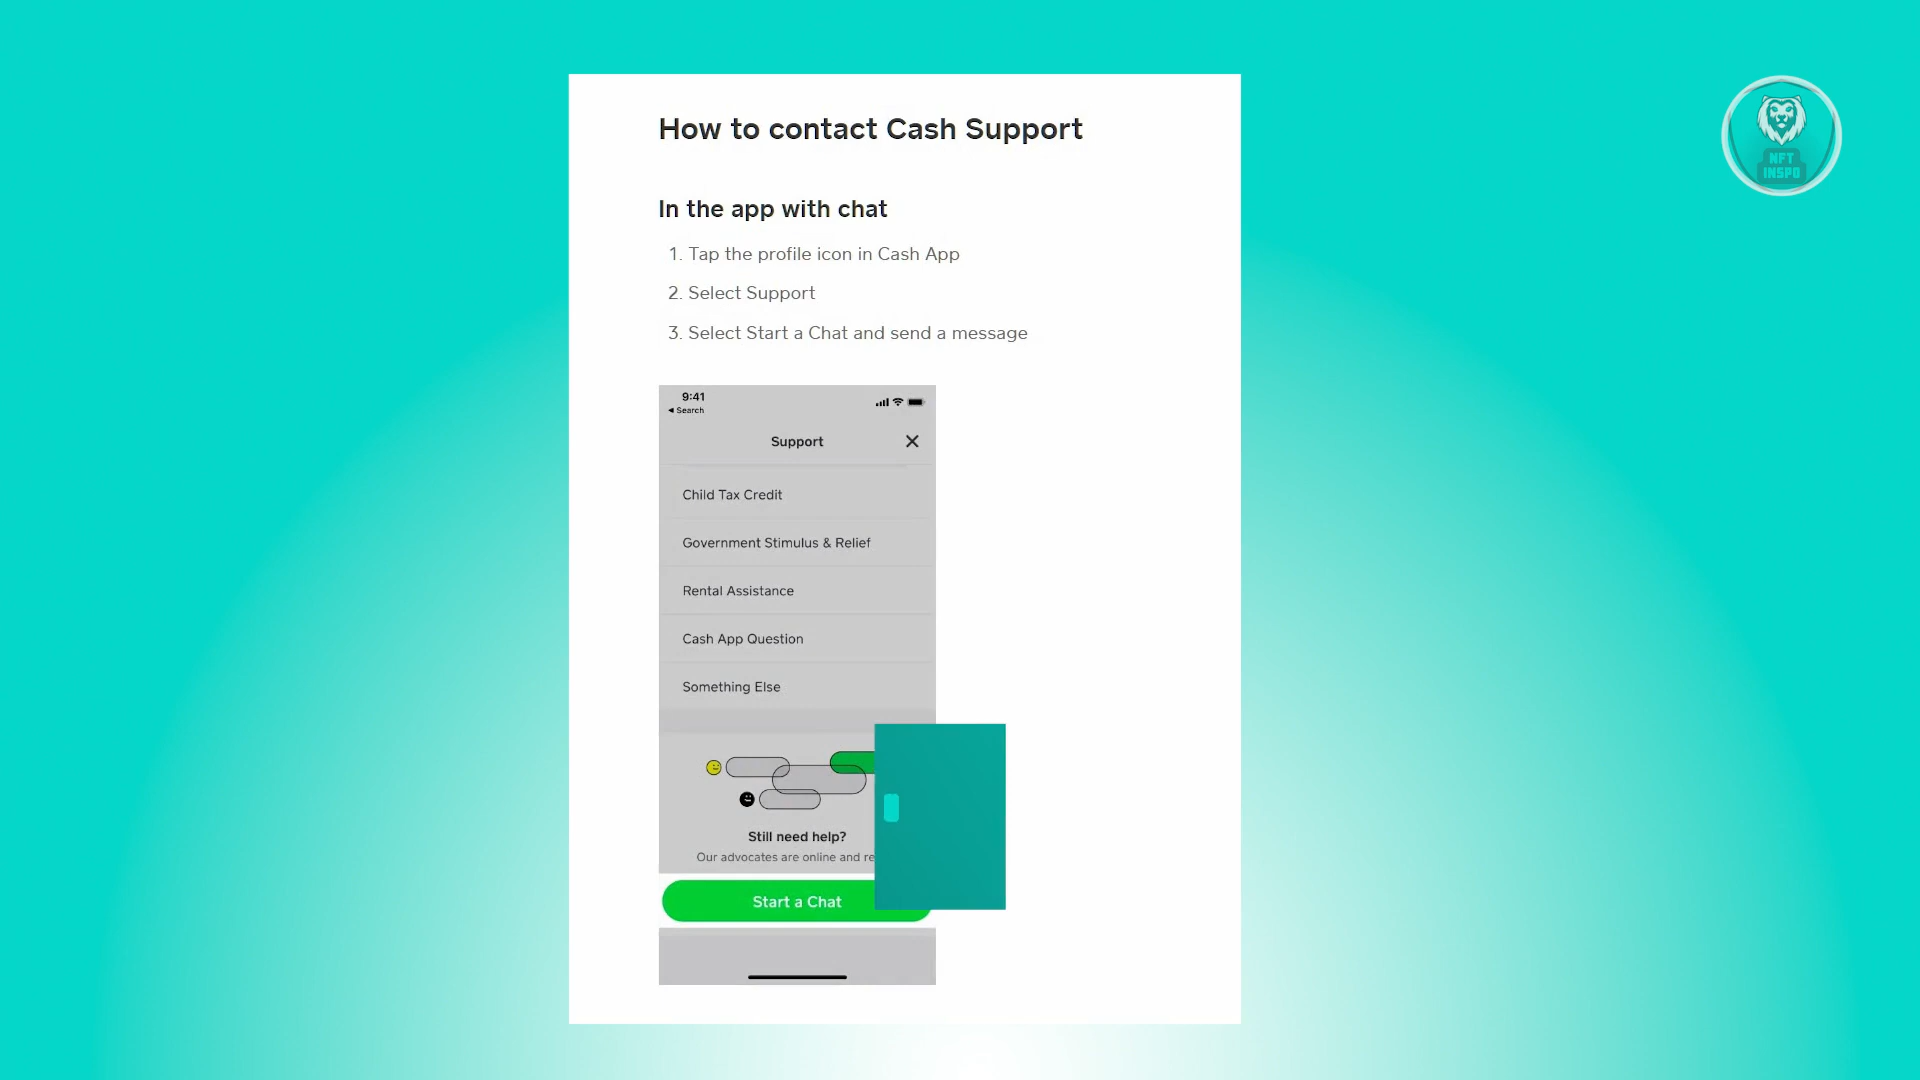 How to contact Cash Support
In the app with chat
1. Tap the profile icon in Cash App
2. Select Support
3. Select Start a Chat and send a message
9:41
◂ Search
Support
Child Tax Credit
Government Stimulus & Relief
Rental Assistance
Cash App Question
Something Else
Still need help?
Our advocates are online and
Start a Chat
NFT
INSPO